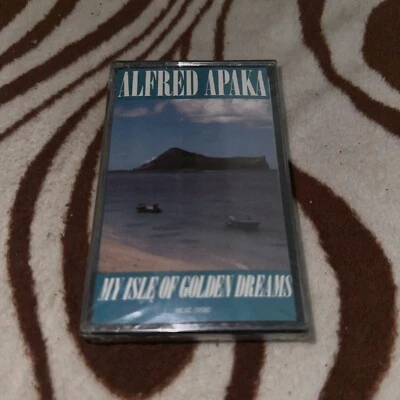 ALFRED APAKA
MY ISLE OF GOLDEN DREAMS